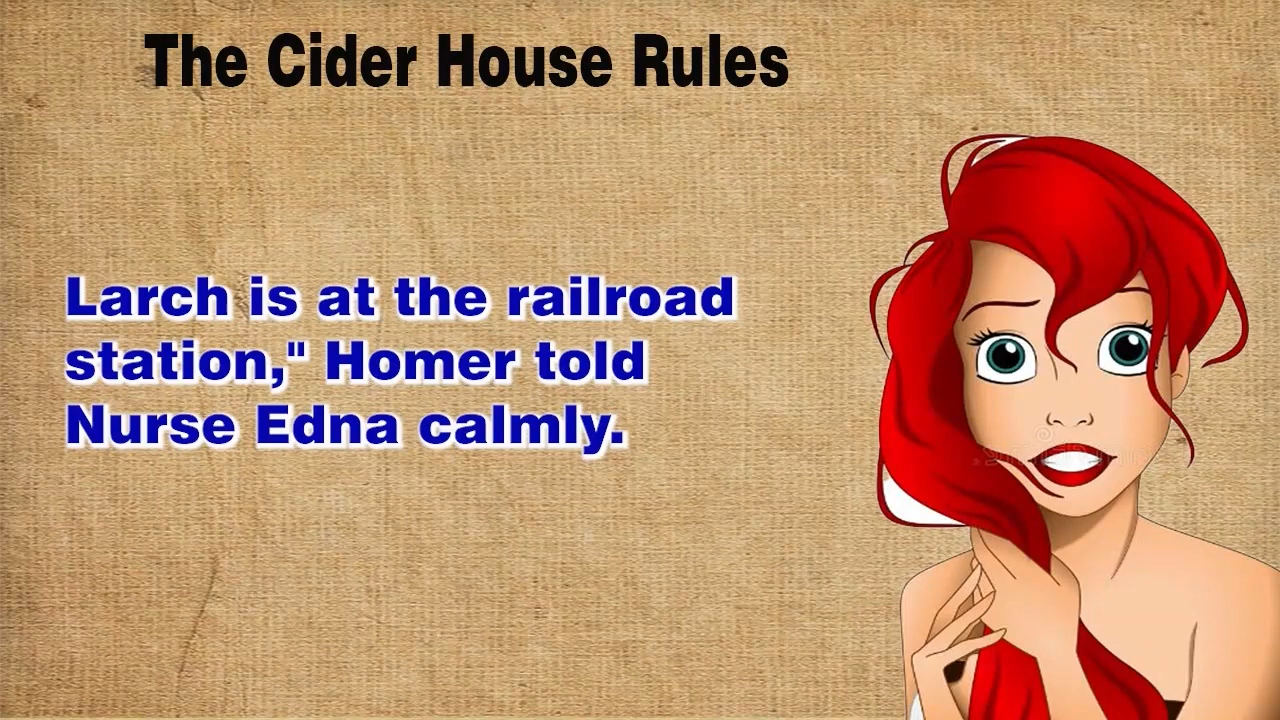 The Cider House Rules
Larch is at the railroad
station," Homer told
Nurse Edna calmly.